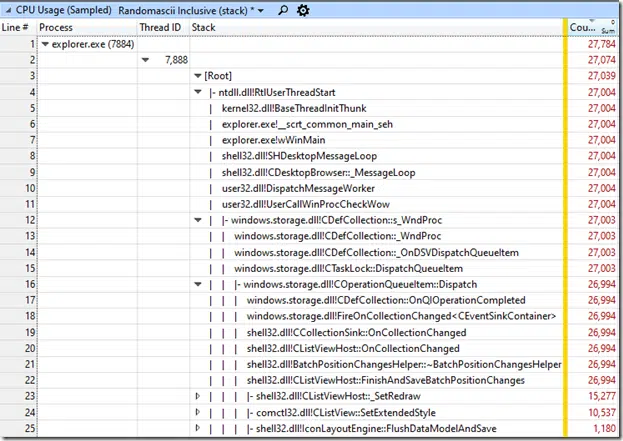 CPU Usage (Sampled) Randomascii Inclusive (stack) *
Line # Process Thread ID Stack Cou... Sum
1 explorer.exe (7884) 27,784
2 7,888 27,074
3 [Root] 27,039
4 |- ntdll.dll!RtlUserThreadStart 27,004
5 | kernel32.dll!BaseThreadInitThunk 27,004
6 | explorer.exe!__scrt_common_main_seh 27,004
7 | explorer.exe!wWinMain 27,004
8 | shell32.dll!SHDesktopMessageLoop 27,004
9 | shell32.dll!CDesktopBrowser::_MessageLoop 27,004
10 | user32.dll!DispatchMessageWorker 27,004
11 | user32.dll!UserCallWinProcCheckWow 27,004
12 | |- windows.storage.dll!CDefCollection::s_WndProc 27,003
13 | | windows.storage.dll!CDefCollection::_WndProc 27,003
14 | | windows.storage.dll!CDefCollection::_OnDSVDispatchQueueItem 27,003
15 | | windows.storage.dll!CTaskLock::DispatchQueueItem 27,003
16 | | |- windows.storage.dll!COperationQueueItem::Dispatch 26,994
17 | | | windows.storage.dll!CDefCollection::OnQIOperationCompleted 26,994
18 | | | windows.storage.dll!FireOnCollectionChanged<CEventSinkContainer> 26,994
19 | | | shell32.dll!CCollectionSink::OnCollectionChanged 26,994
20 | | | shell32.dll!CListViewHost::OnCollectionChanged 26,994
21 | | | shell32.dll!BatchPositionChangesHelper::~BatchPositionChangesHelper 26,994
22 | | | shell32.dll!CListViewHost::FinishAndSaveBatchPositionChanges 26,994
23 | | | |- shell32.dll!CListViewHost::_SetRedraw 15,277
24 | | | |- comctl32.dll!CListView::SetExtendedStyle 10,537
25 | | | |- shell32.dll!IconLayoutEngine::FlushDataModelAndSave 1,180